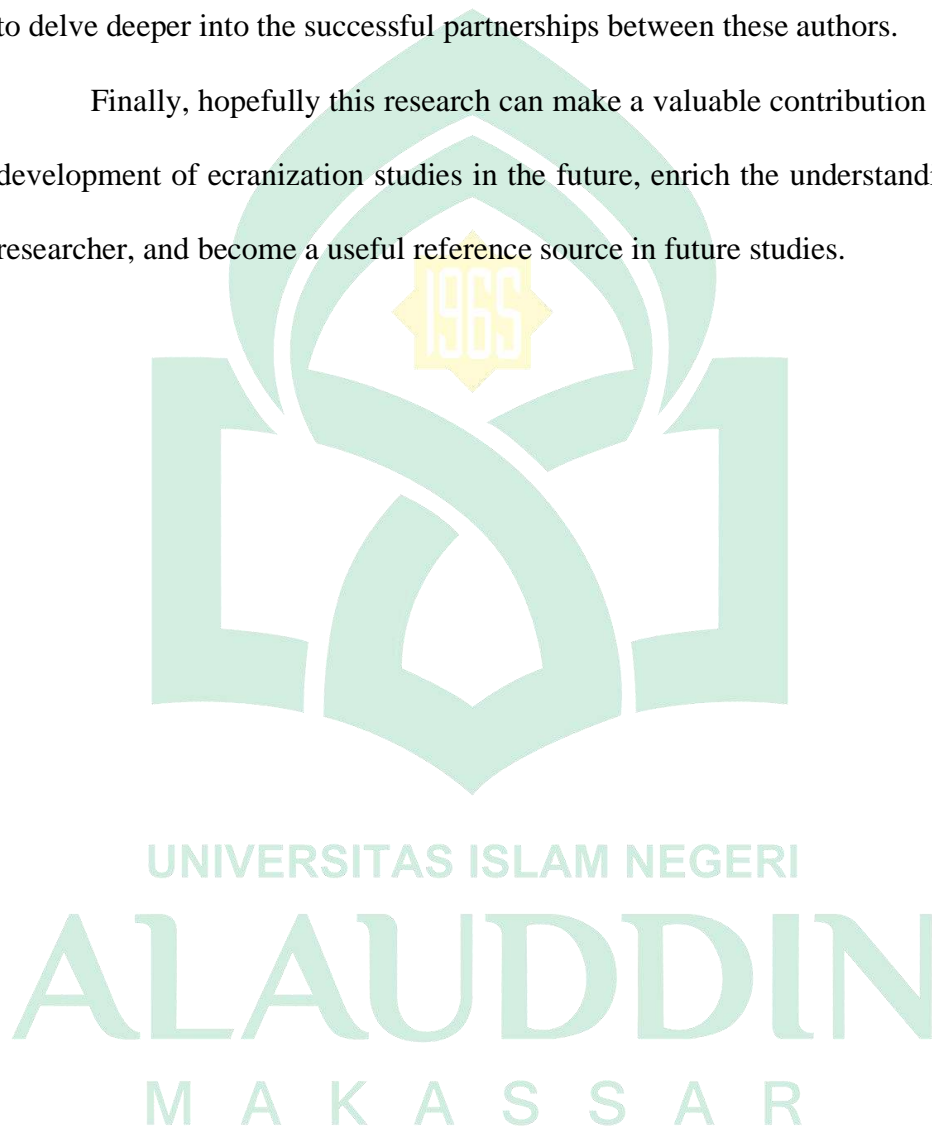 to delve deeper into the successful partnerships between these authors.
Finally, hopefully this research can make a valuable contribution
development of ecranization studies in the future, enrich the
researcher, and become a useful reference source in future studies.
1965
UNIVERSITAS ISLAM NEGERI
ALAUDDIN
MAKASSAR